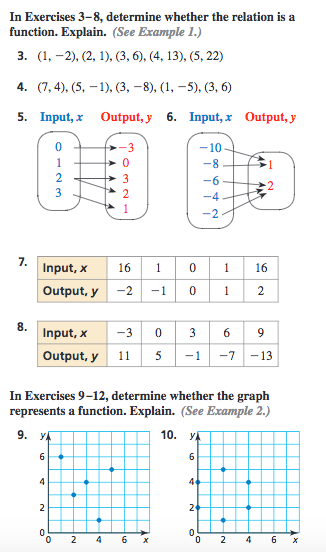 In Exercises 3–8, determine whether the relation is a
function. Explain. (See Example 1.)
3. (1, −2), (2, 1), (3, 6), (4, 13), (5, 22)
4. (7, 4), (5, −1), (3, −8), (1, −5), (3, 6)
5. Input, x Output, y 6. Input, x Output, y
0 −3 −10
1 0 −8 1
2 3 −6 2
3 2 −4
1 −2
7. Input, x 16 1 0 1 16
Output, y −2 −1 0 1 2
8. Input, x −3 0 3 6 9
Output, y 11 5 −1 −7 −13
In Exercises 9–12, determine whether the graph
represents a function. Explain. (See Example 2.)
9. y 10. y
6 6
4 4
2 2
0 0
0 2 4 6 x 0 2 4 6 x